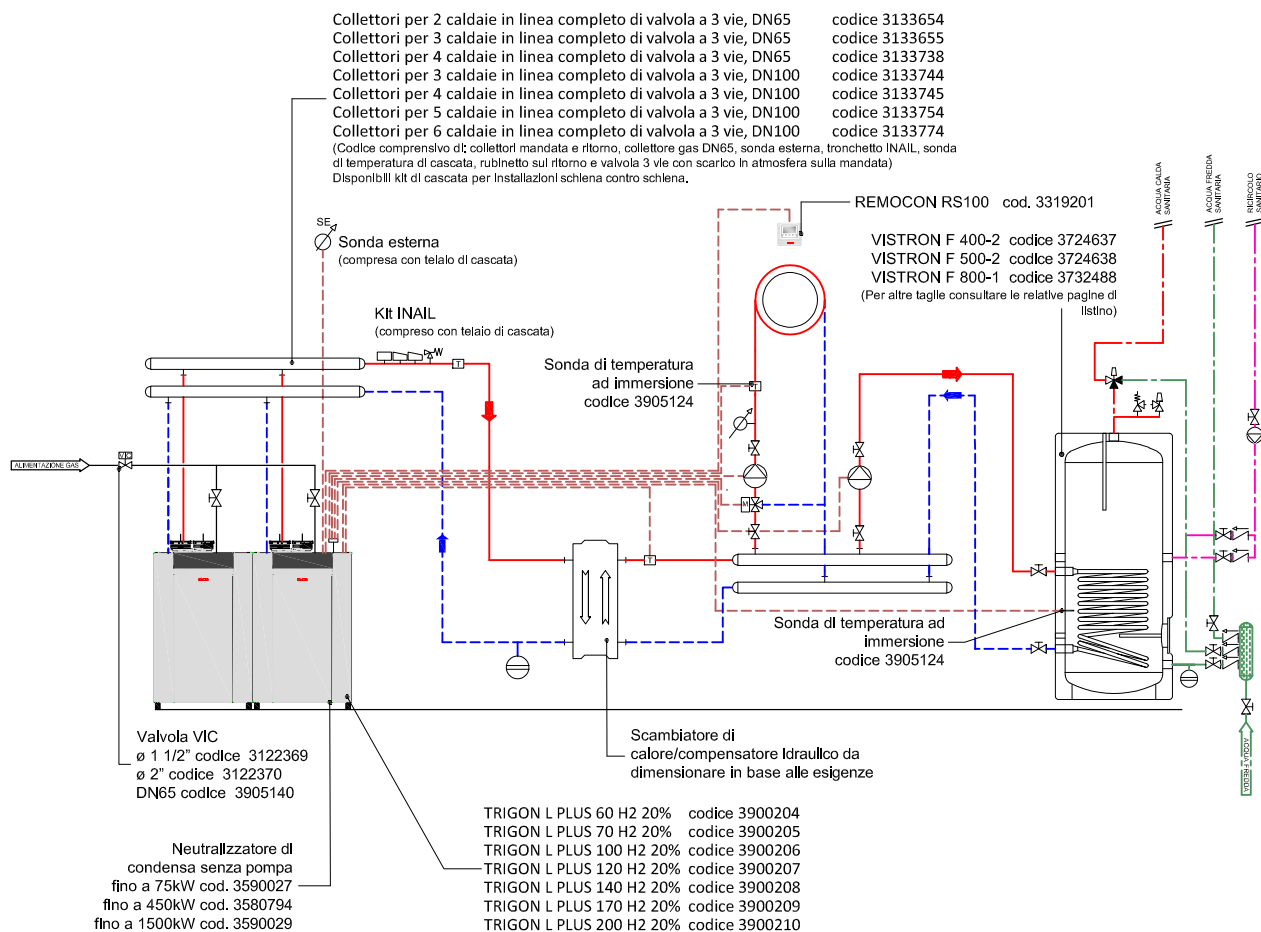 Collettori per 2 caldaie in linea completo di valvola a 3 vie, DN65 codice 3133654
Collettori per 3 caldaie in linea completo di valvola a 3 vie, DN65 codice 3133655
Collettori per 4 caldaie in linea completo di valvola a 3 vie, DN65 codice 3133738
Collettori per 3 caldaie in linea completo di valvola a 3 vie, DN100 codice 3133744
Collettori per 4 caldaie in linea completo di valvola a 3 vie, DN100 codice 3133745
Collettori per 5 caldaie in linea completo di valvola a 3 vie, DN100 codice 3133754
Collettori per 6 caldaie in linea completo di valvola a 3 vie, DN100 codice 3133774
(Codice comprensivo di: collettori mandata e ritorno, collettore gas DN65, sonda esterna, tronchetto INAIL, sonda
di temperatura di cascata, rubinetto sul ritorno e valvola 3 vie con scarico in atmosfera sulla mandata)
Disponibili kit di cascata per installazioni schiena contro schiena.
ACQUA CALDA
SANITARIA
ACQUA FREDDA
SANITARIA
RICIRCOLO
SANITARIO
REMOCON RS100 cod. 3319201
SE
Sonda esterna
(compresa con telaio di cascata)
VISTRON F 400-2 codice 3724637
VISTRON F 500-2 codice 3724638
VISTRON F 800-1 codice 3732488
(Per altre taglie consultare le relative pagine di
listino)
Kit INAIL
(compreso con telaio di cascata)
T
Sonda di temperatura
ad immersione
codice 3905124
T
ALIMENTAZIONE GAS
VIC
M
T
Sonda di temperatura ad
immersione
codice 3905124
Valvola VIC
ø 1 1/2" codice 3122369
ø 2" codice 3122370
DN65 codice 3905140
Scambiatore di
calore/compensatore idraulico da
dimensionare in base alle esigenze
ACQUA FREDDA
Neutralizzatore di
condensa senza pompa
fino a 75kW cod. 3590027
fino a 450kW cod. 3580794
fino a 1500kW cod. 3590029
TRIGON L PLUS 60 H2 20% codice 3900204
TRIGON L PLUS 70 H2 20% codice 3900205
TRIGON L PLUS 100 H2 20% codice 3900206
TRIGON L PLUS 120 H2 20% codice 3900207
TRIGON L PLUS 140 H2 20% codice 3900208
TRIGON L PLUS 170 H2 20% codice 3900209
TRIGON L PLUS 200 H2 20% codice 3900210